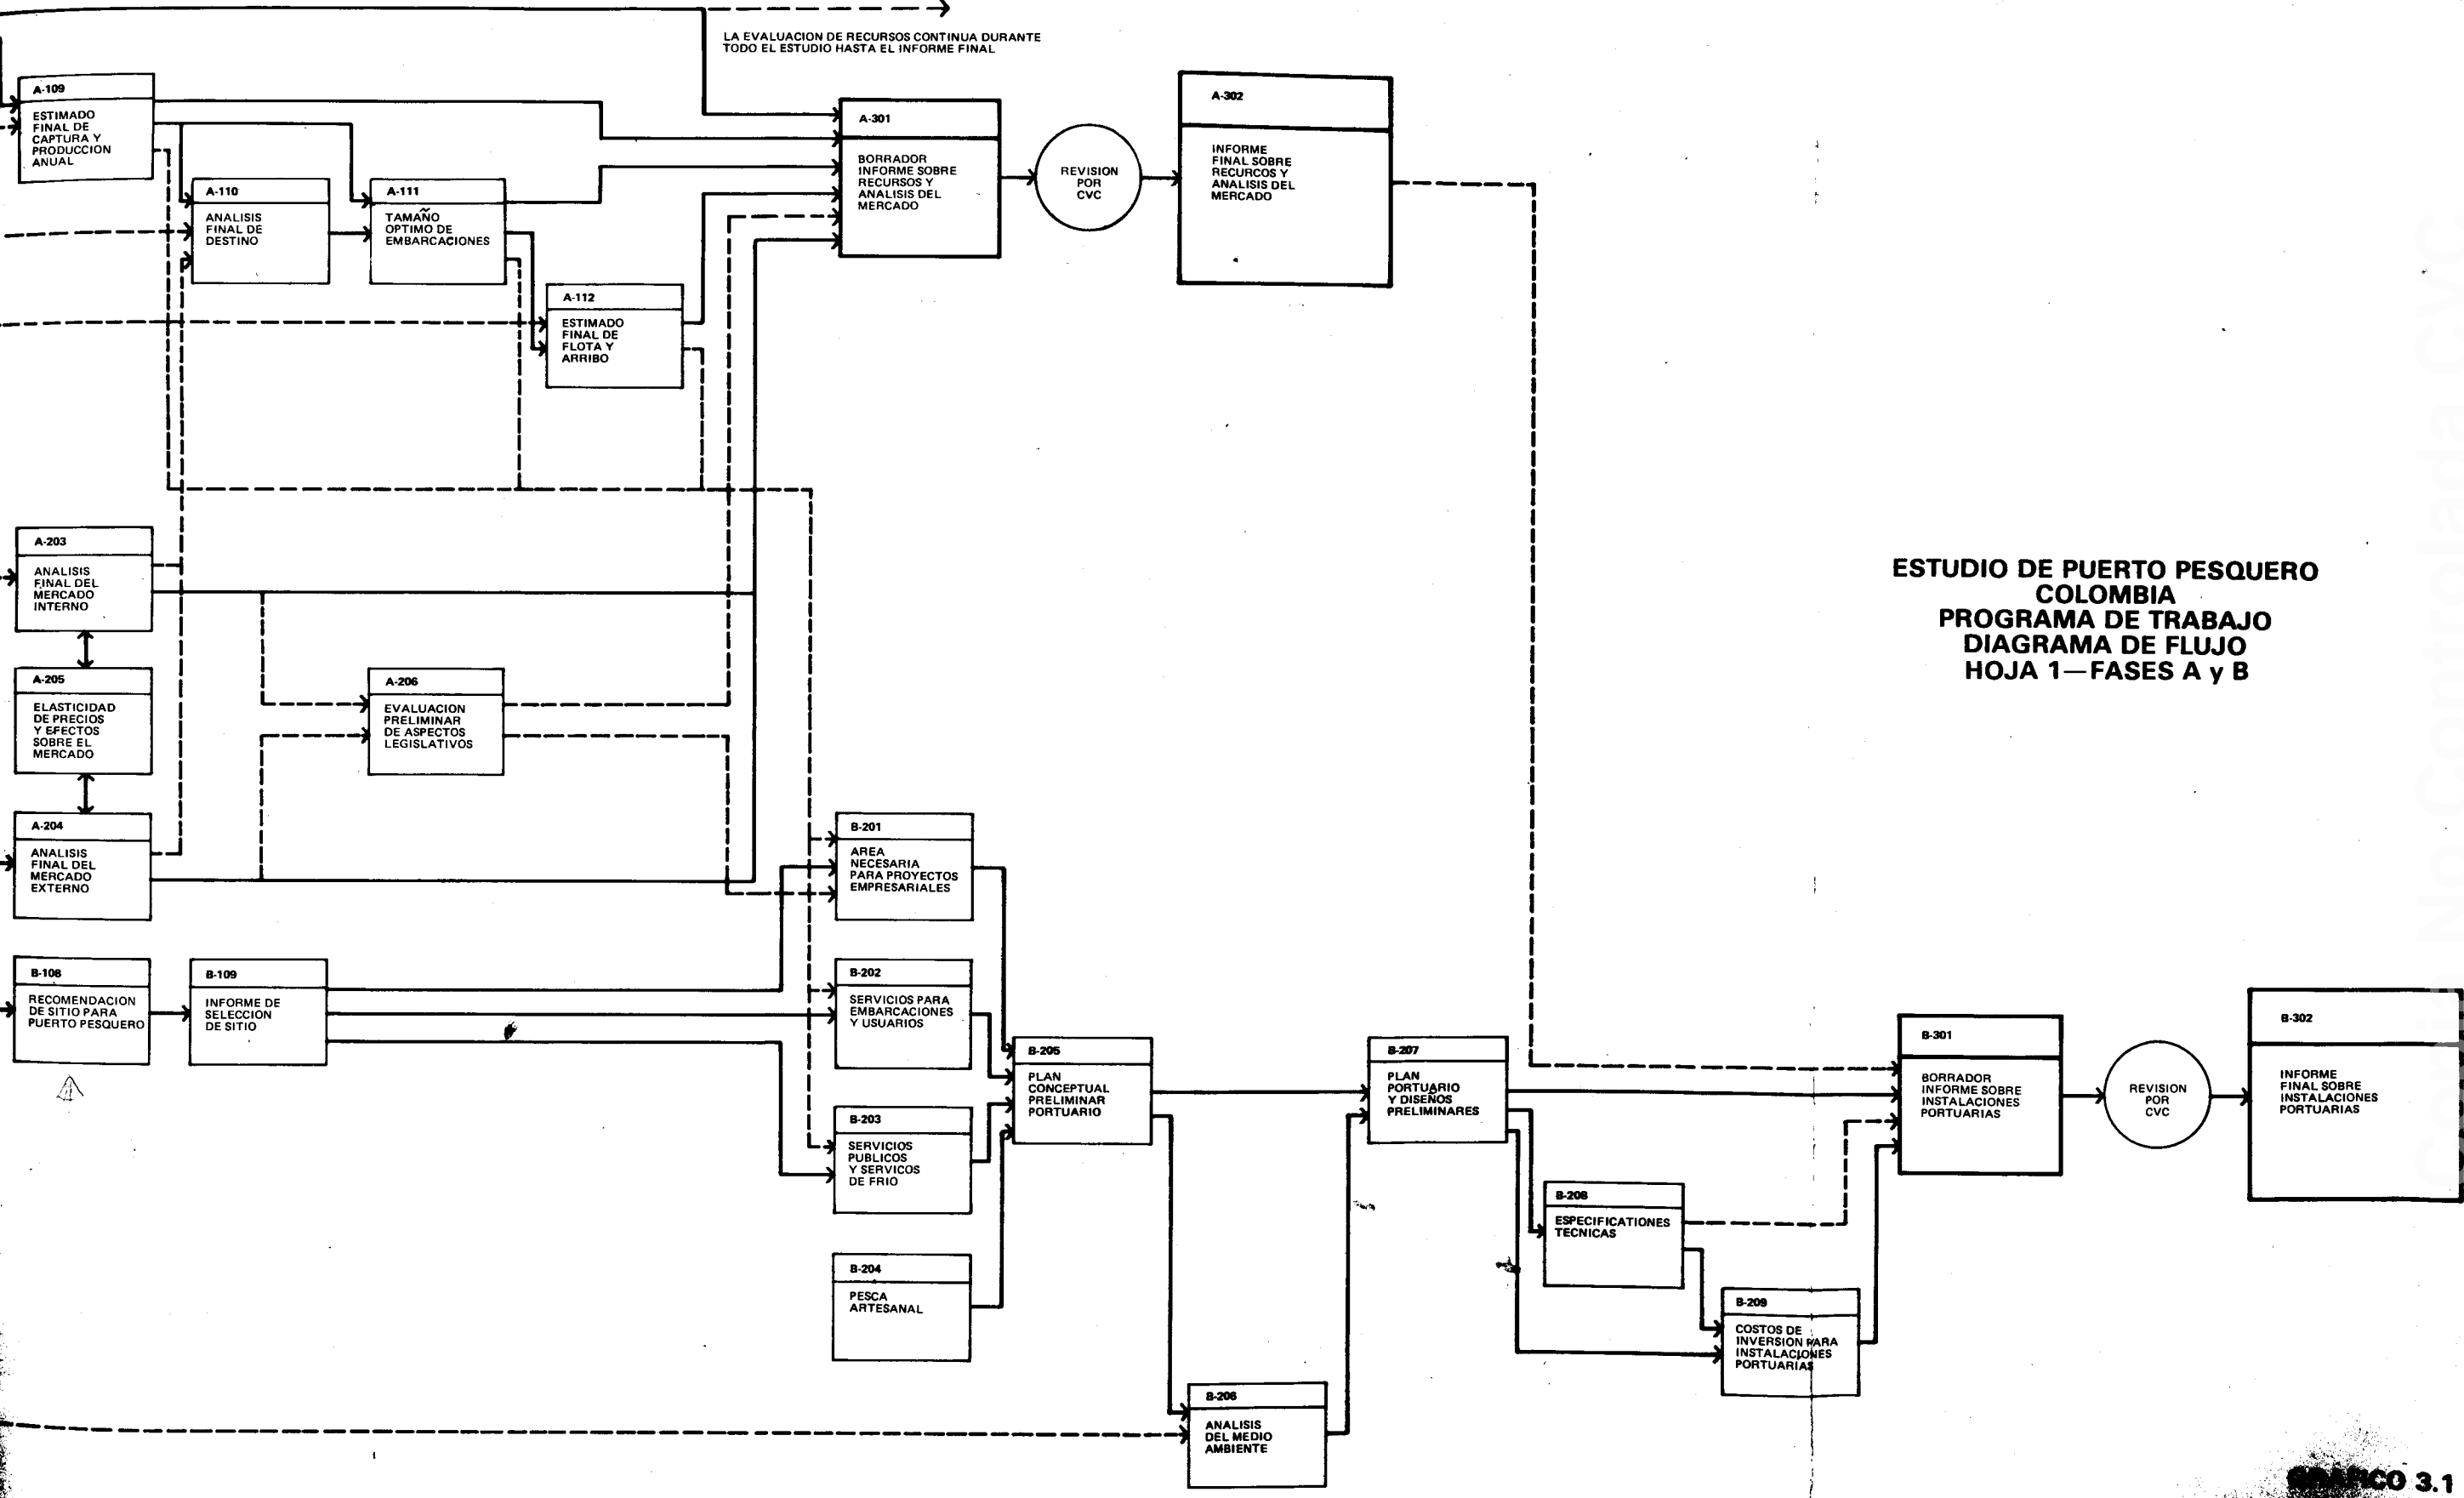 LA EVALUACION DE RECURSOS CONTINUA DURANTE
TODO EL ESTUDIO HASTA EL INFORME FINAL
A-109
ESTIMADO
FINAL DE
CAPTURA Y
PRODUCCION
ANUAL
A-110
ANALISIS
FINAL DE
DESTINO
A-111
TAMAÑO
OPTIMO DE
EMBARCACIONES
A-112
ESTIMADO
FINAL DE
FLOTA Y
ARRIBO
A-301
BORRADOR
INFORME SOBRE
RECURSOS Y
ANALISIS DEL
MERCADO
REVISION
POR
CVC
A-302
INFORME
FINAL SOBRE
RECURCOS Y
ANALISIS DEL
MERCADO
A-203
ANALISIS
FINAL DEL
MERCADO
INTERNO
A-205
ELASTICIDAD
DE PRECIOS
Y EFECTOS
SOBRE EL
MERCADO
A-204
ANALISIS
FINAL DEL
MERCADO
EXTERNO
A-206
EVALUACION
PRELIMINAR
DE ASPECTOS
LEGISLATIVOS
ESTUDIO DE PUERTO PESQUERO
COLOMBIA
PROGRAMA DE TRABAJO
DIAGRAMA DE FLUJO
HOJA 1—FASES A y B
B-108
RECOMENDACION
DE SITIO PARA
PUERTO PESQUERO
B-109
INFORME DE
SELECCION
DE SITIO
B-201
AREA
NECESARIA
PARA PROYECTOS
EMPRESARIALES
B-202
SERVICIOS PARA
EMBARCACIONES
Y USUARIOS
B-203
SERVICIOS
PUBLICOS
Y SERVICOS
DE FRIO
B-204
PESCA
ARTESANAL
B-205
PLAN
CONCEPTUAL
PRELIMINAR
PORTUARIO
B-206
ANALISIS
DEL MEDIO
AMBIENTE
B-207
PLAN
PORTUARIO
Y DISEÑOS
PRELIMINARES
B-208
ESPECIFICATIONES
TECNICAS
B-209
COSTOS DE
INVERSION PARA
INSTALACIONES
PORTUARIAS
B-301
BORRADOR
INFORME SOBRE
INSTALACIONES
PORTUARIAS
REVISION
POR
CVC
B-302
INFORME
FINAL SOBRE
INSTALACIONES
PORTUARIAS
GRAFICO 3.1
Copia No Controlada CVC